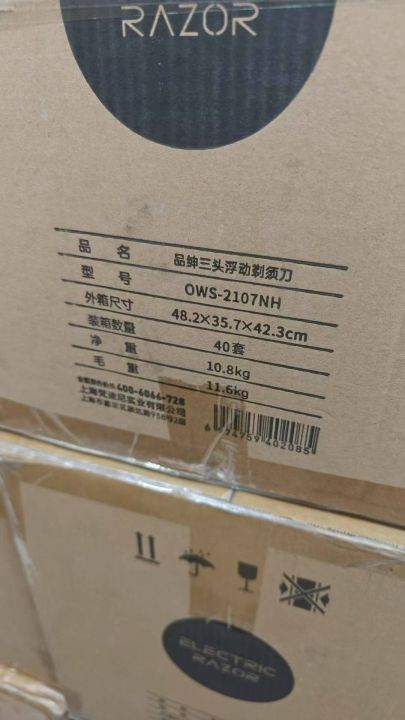 RAZOR
品 名 品绅三头浮动剃须刀
型 号 OWS-2107NH
外箱尺寸 48.2×35.7×42.3cm
装箱数量 40套
净 重 10.8kg
毛 重 11.6kg
400-6066-728
ELECTRIC
RAZOR